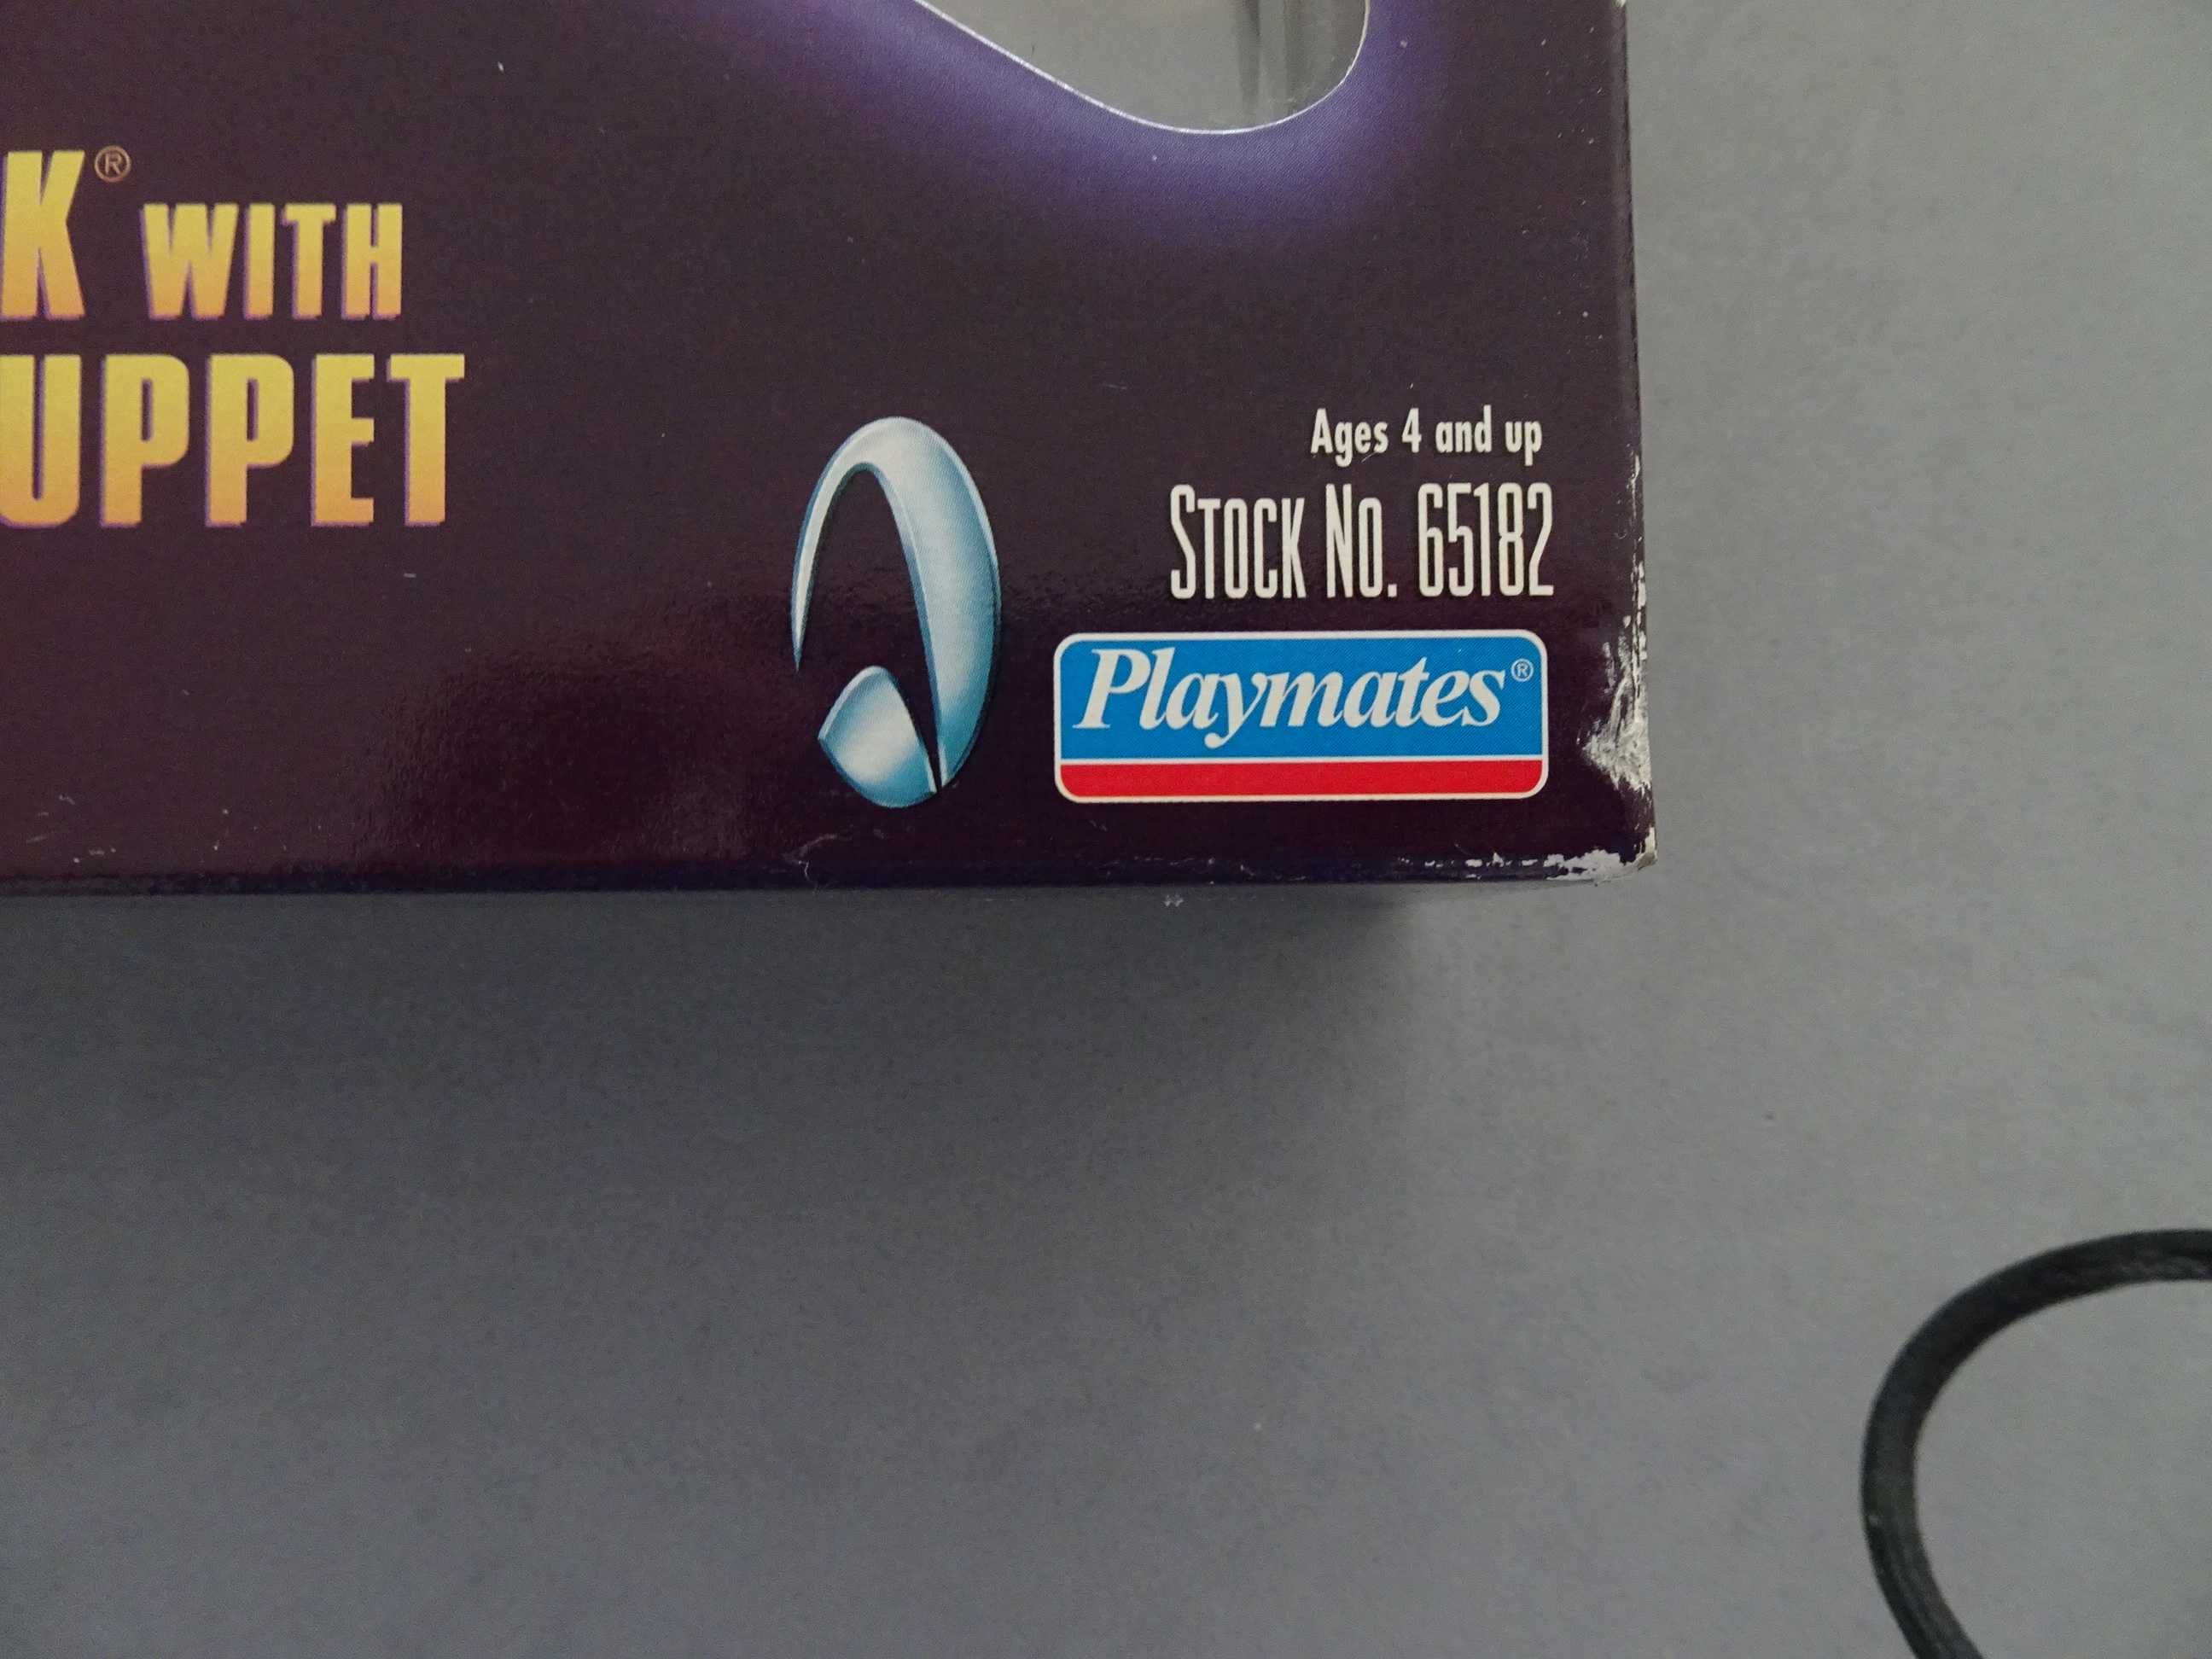 K® WITH
UPPET
Ages 4 and up
STOCK NO. 65182
Playmates®